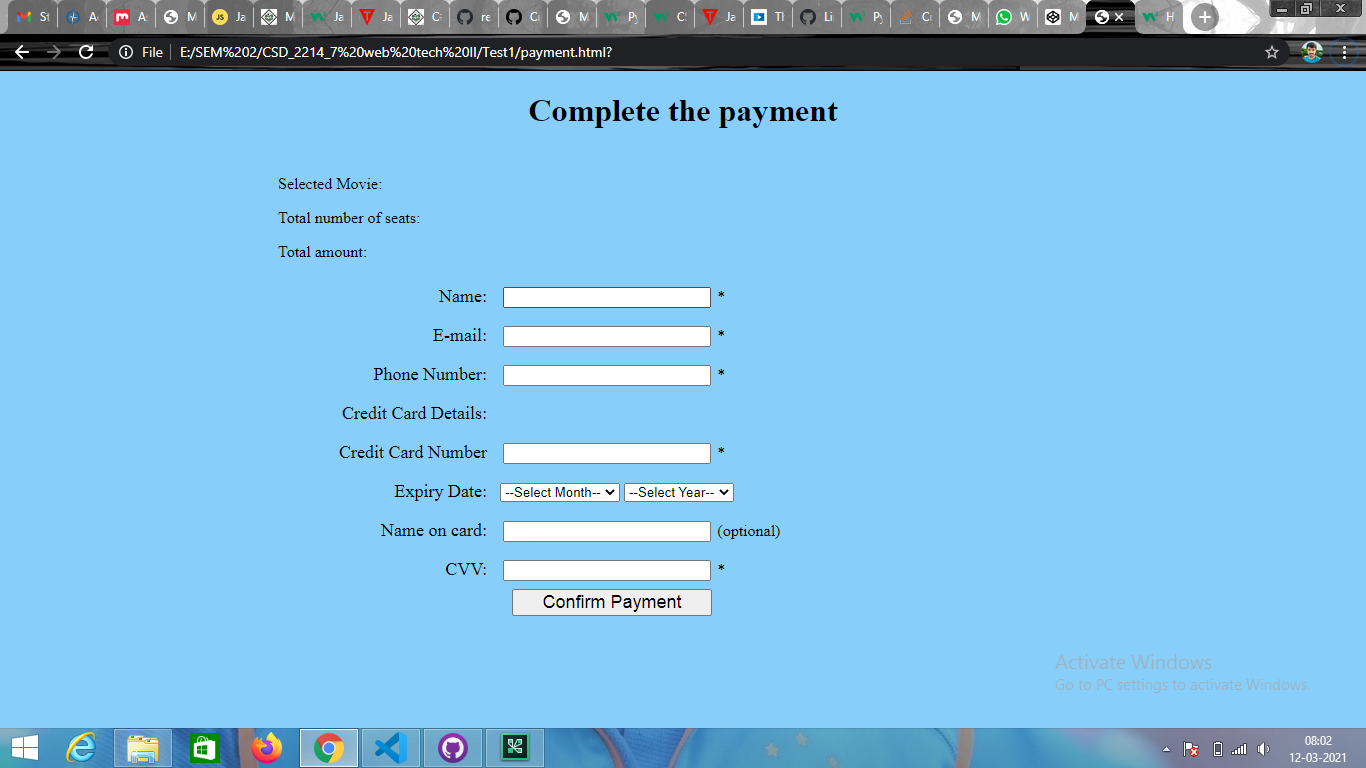 St
A
A
M
Ja
M
Ja
Ja
C
re
C
M
Py
C
Ja
Tl
Li
Py
C
M
W
M
H
File
E:/SEM%202/CSD_2214_7%20web%20tech%20II/Test1/payment.html?
Complete the payment
Selected Movie:
Total number of seats:
Total amount:
Name: *
E-mail: *
Phone Number: *
Credit Card Details:
Credit Card Number *
Expiry Date: --Select Month-- --Select Year--
Name on card: (optional)
CVV: *
Confirm Payment
Activate Windows
Go to PC settings to activate Windows.
08:02
12-03-2021